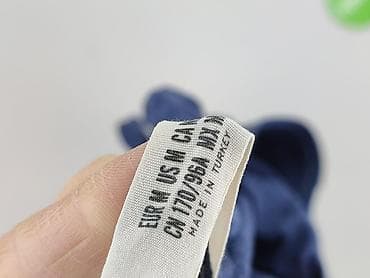 EUR M US M CA M
CN 170/96A MX M
MADE IN TURKEY